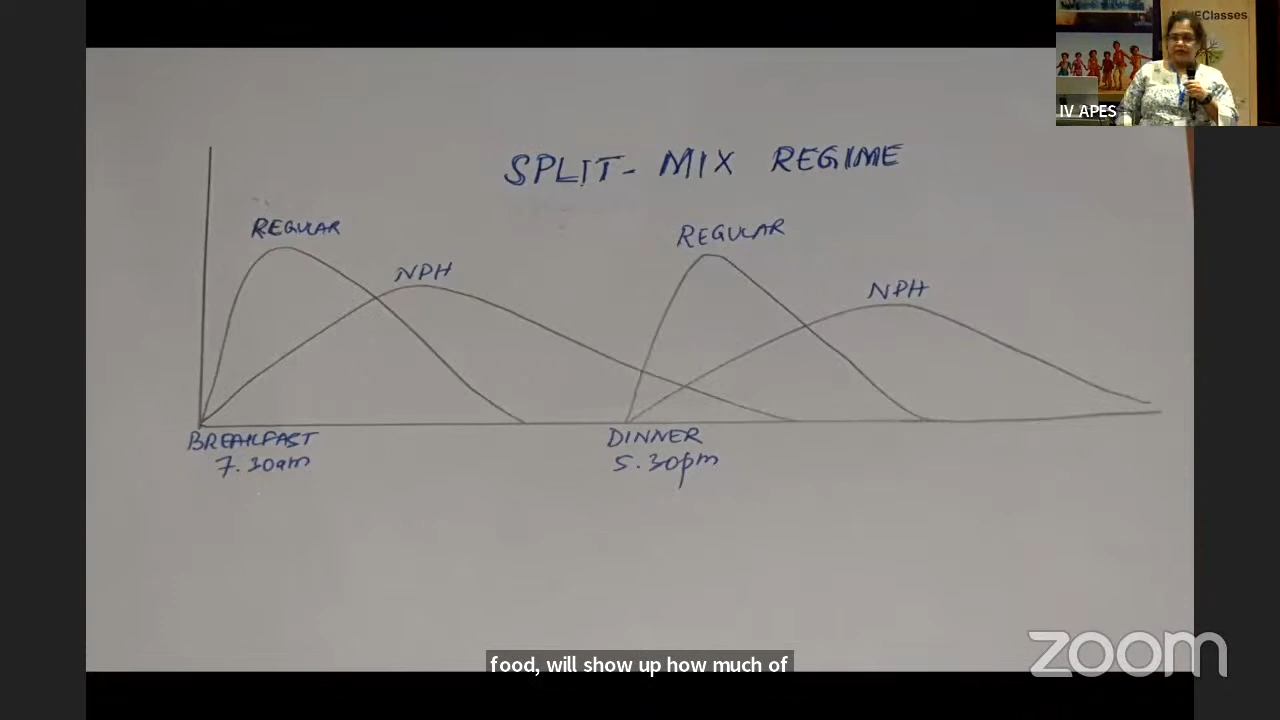 IV APES
SPLIT- MIX REGIME
REGULAR
NPH
REGULAR
NPH
BREAKFAST
7.30am
DINNER
5.30pm
food, will show up how much of
zoom